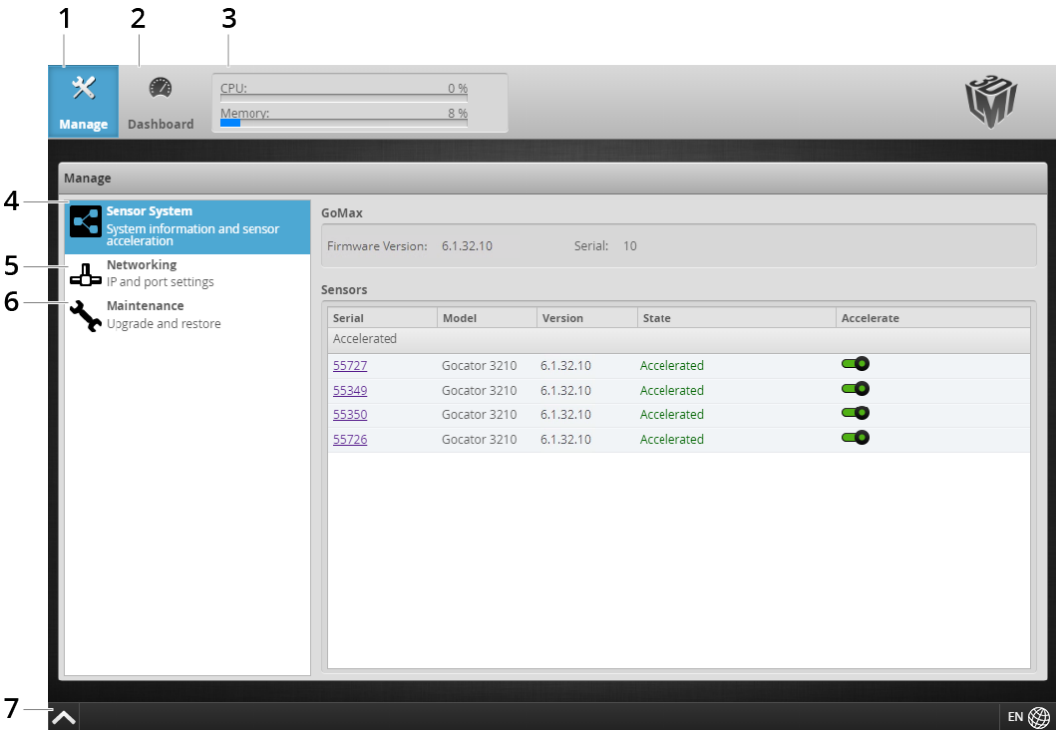 1 2 3
CPU: 0 %
Memory: 8 %
Manage Dashboard
3D
LMI
Manage
4
Sensor System
System information and sensor
acceleration
5
Networking
IP and port settings
6
Maintenance
Upgrade and restore
GoMax
Firmware Version: 6.1.32.10 Serial: 10
Sensors
Serial Model Version State Accelerate
Accelerated
55727 Gocator 3210 6.1.32.10 Accelerated
55349 Gocator 3210 6.1.32.10 Accelerated
55350 Gocator 3210 6.1.32.10 Accelerated
55726 Gocator 3210 6.1.32.10 Accelerated
7
EN